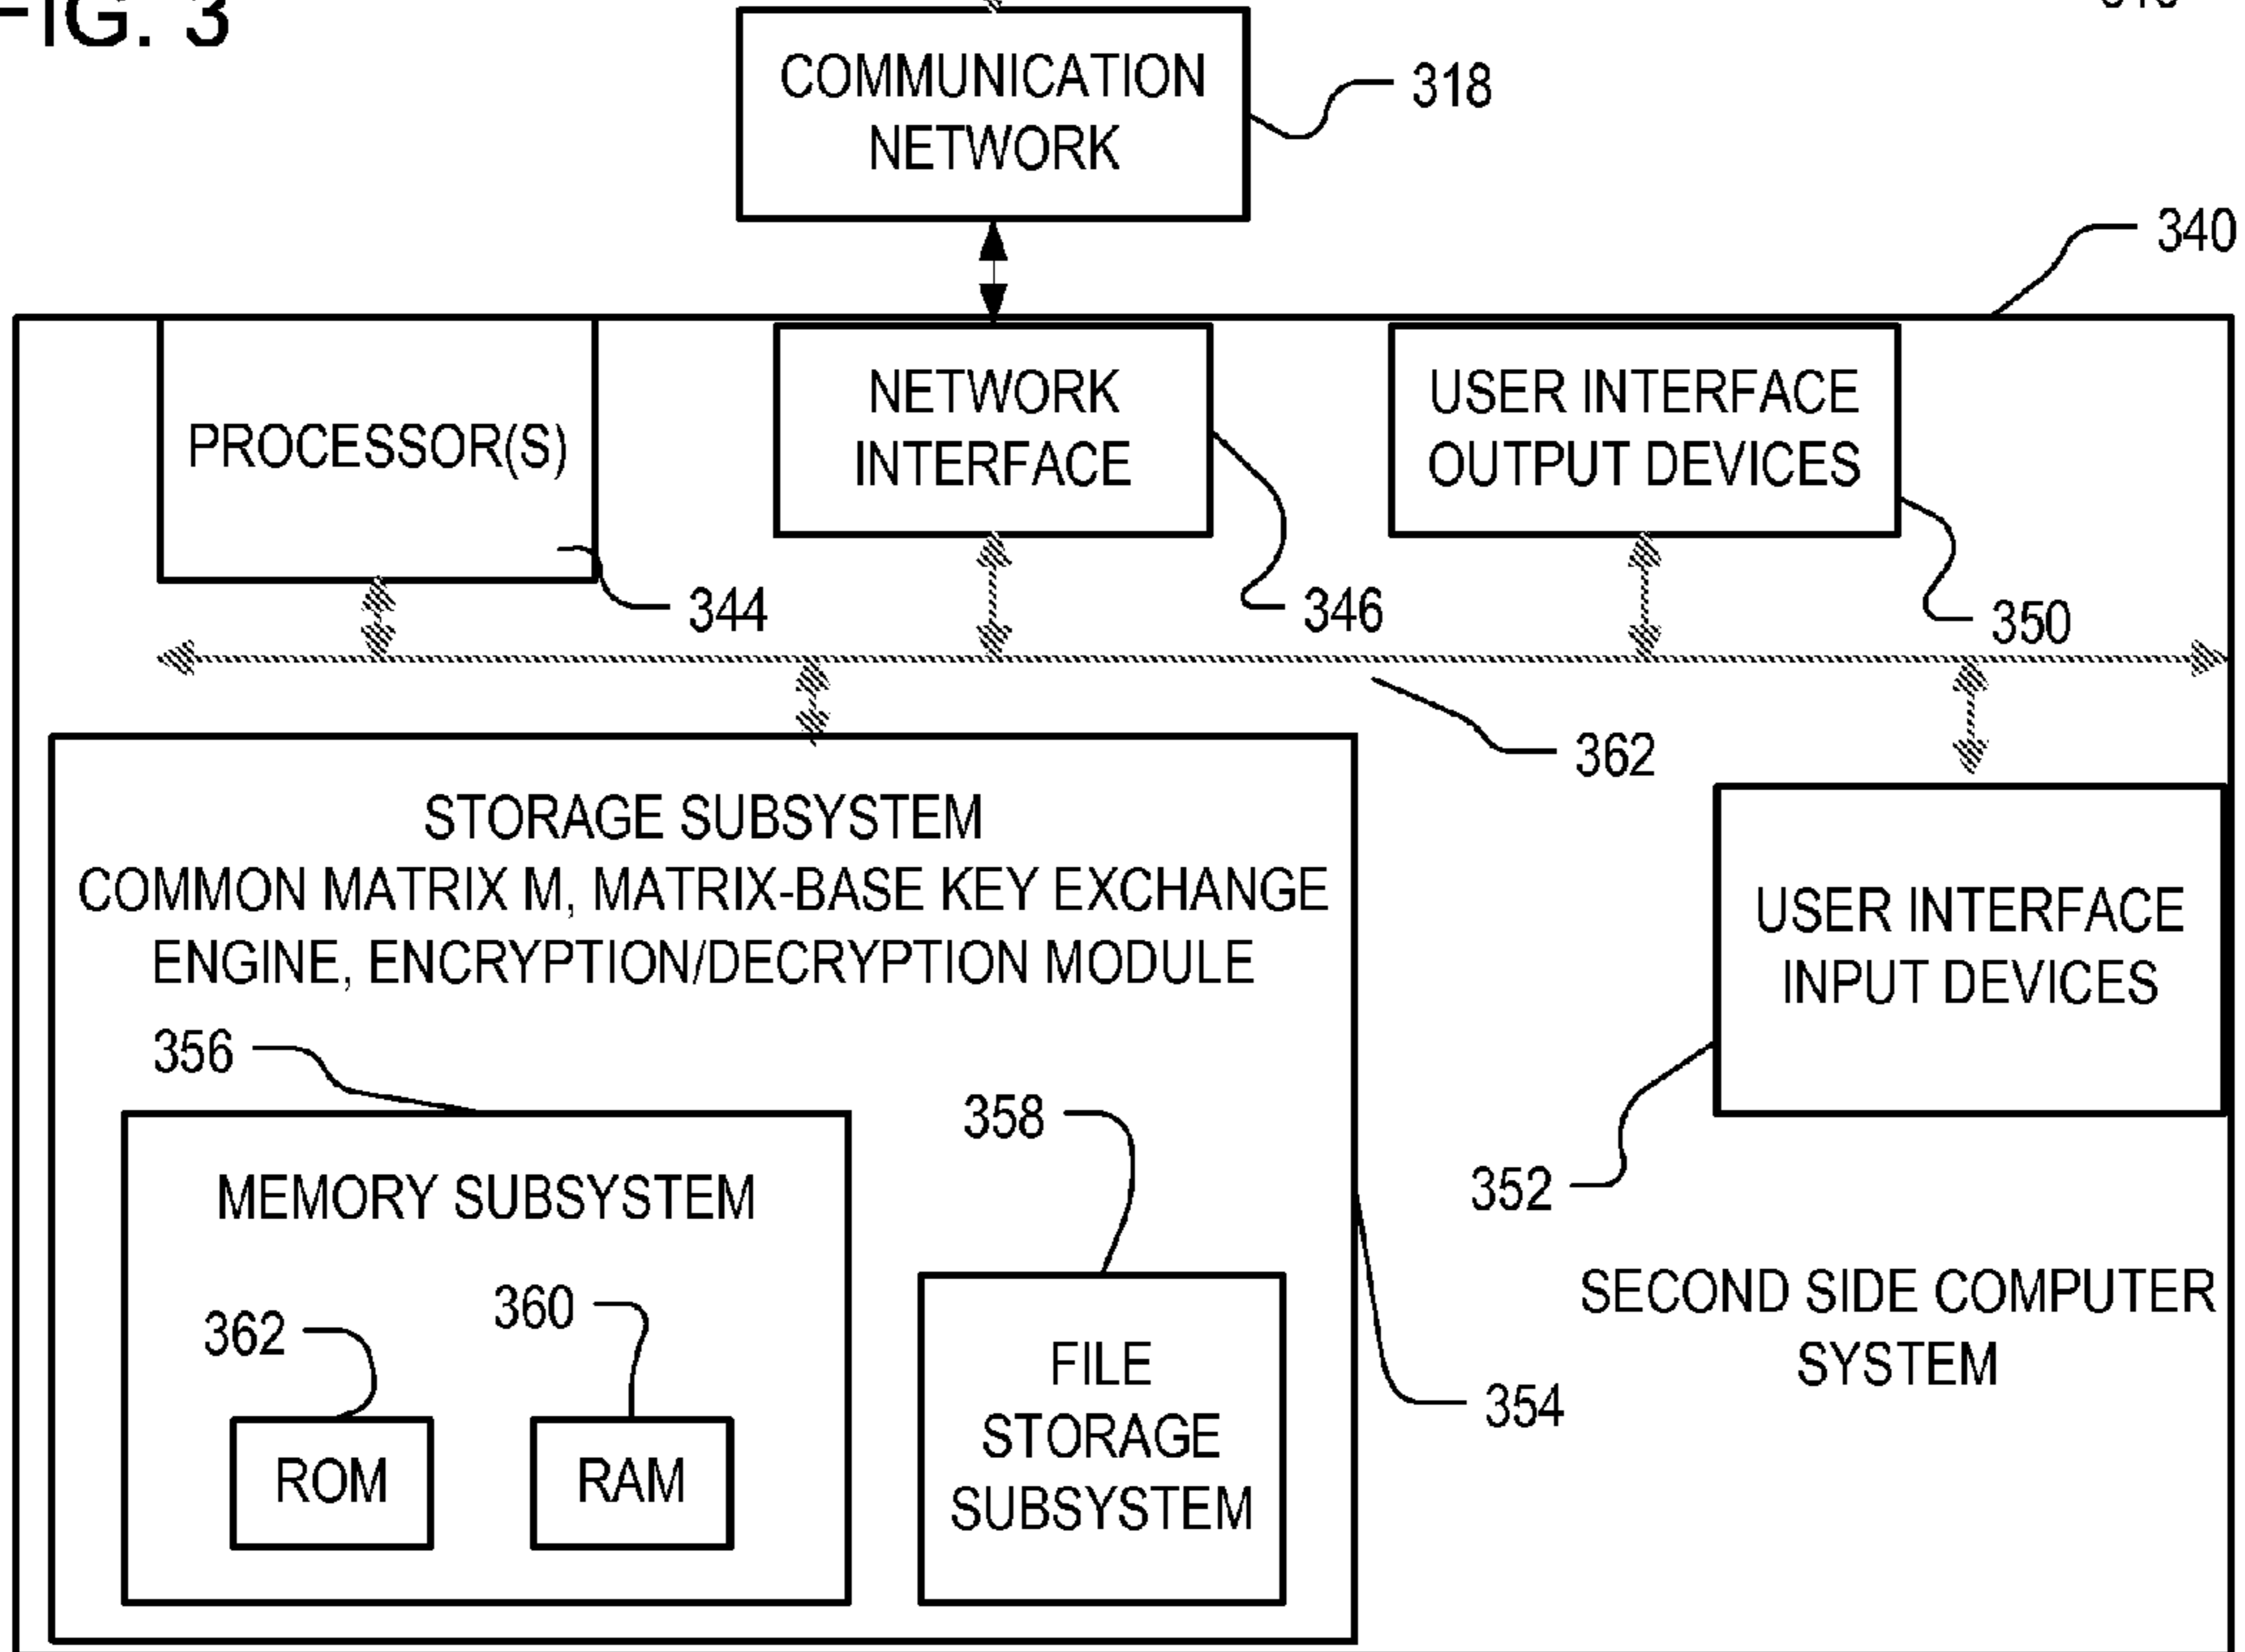 FIG. 3
COMMUNICATION
NETWORK
318
340
PROCESSOR(S)
NETWORK
INTERFACE
USER INTERFACE
OUTPUT DEVICES
344
346
350
362
STORAGE SUBSYSTEM
COMMON MATRIX M, MATRIX-BASE KEY EXCHANGE
ENGINE, ENCRYPTION/DECRYPTION MODULE
USER INTERFACE
INPUT DEVICES
356
358
352
MEMORY SUBSYSTEM
362
360
ROM
RAM
FILE
STORAGE
SUBSYSTEM
354
SECOND SIDE COMPUTER
SYSTEM